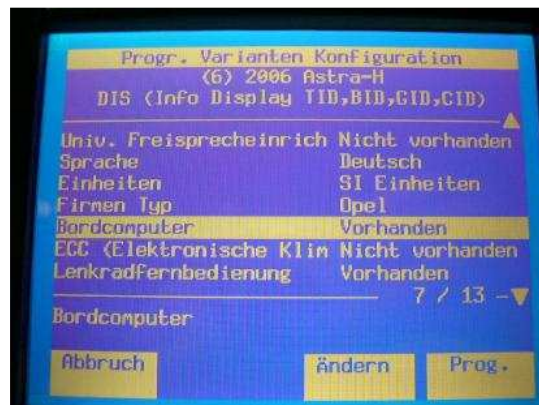 Progr. Varianten Konfiguration
(6) 2006 Astra-H
DIS (Info Display TID,BID,GID,CID)
Univ. Freisprecheinrich Nicht vorhanden
Sprache Deutsch
Einheiten SI Einheiten
Firmen Typ Opel
Bordcomputer Vorhanden
ECC (Elektronische Klim Nicht vorhanden
Lenkradfernbedienung Vorhanden
7 / 13
Bordcomputer
Abbruch Ändern Prog.